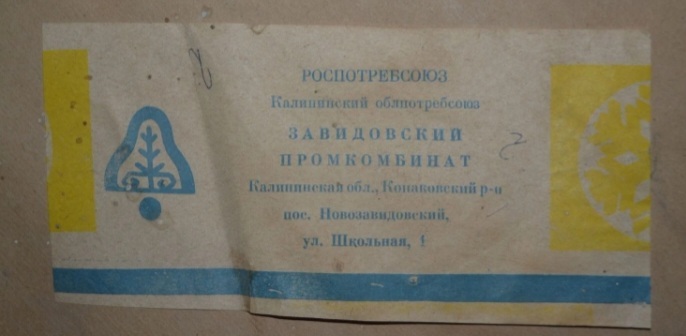 РОСПОТРЕБСОЮЗ
Калининский облпотребсоюз
ЗАВИДОВСКИЙ
ПРОМКОМБИНАТ
Калининская обл., Конаковский р-н
пос. Новозавидовский,
ул. Школьная, 1